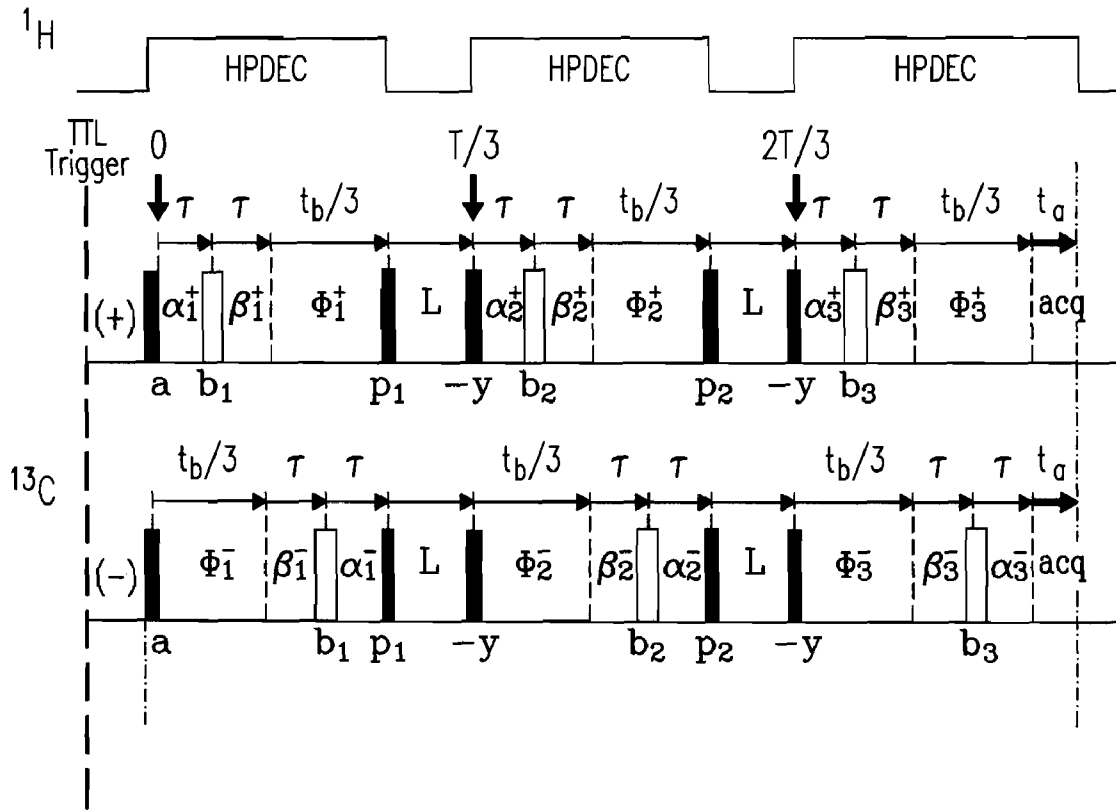 ¹H
HPDEC HPDEC HPDEC
TTL
Trigger
0 T/3 2T/3
τ τ t_b/3 τ τ t_b/3 τ τ t_b/3 t_a
(+) α₁⁺ β₁⁺ Φ₁⁺ L α₂⁺ β₂⁺ Φ₂⁺ L α₃⁺ β₃⁺ Φ₃⁺ acq
a b₁ p₁ -y b₂ p₂ -y b₃
¹³C
t_b/3 τ τ t_b/3 τ τ t_b/3 τ τ t_a
(-) Φ₁⁻ β₁⁻ α₁⁻ L Φ₂⁻ β₂⁻ α₂⁻ L Φ₃⁻ β₃⁻ α₃⁻ acq
a b₁ p₁ -y b₂ p₂ -y b₃